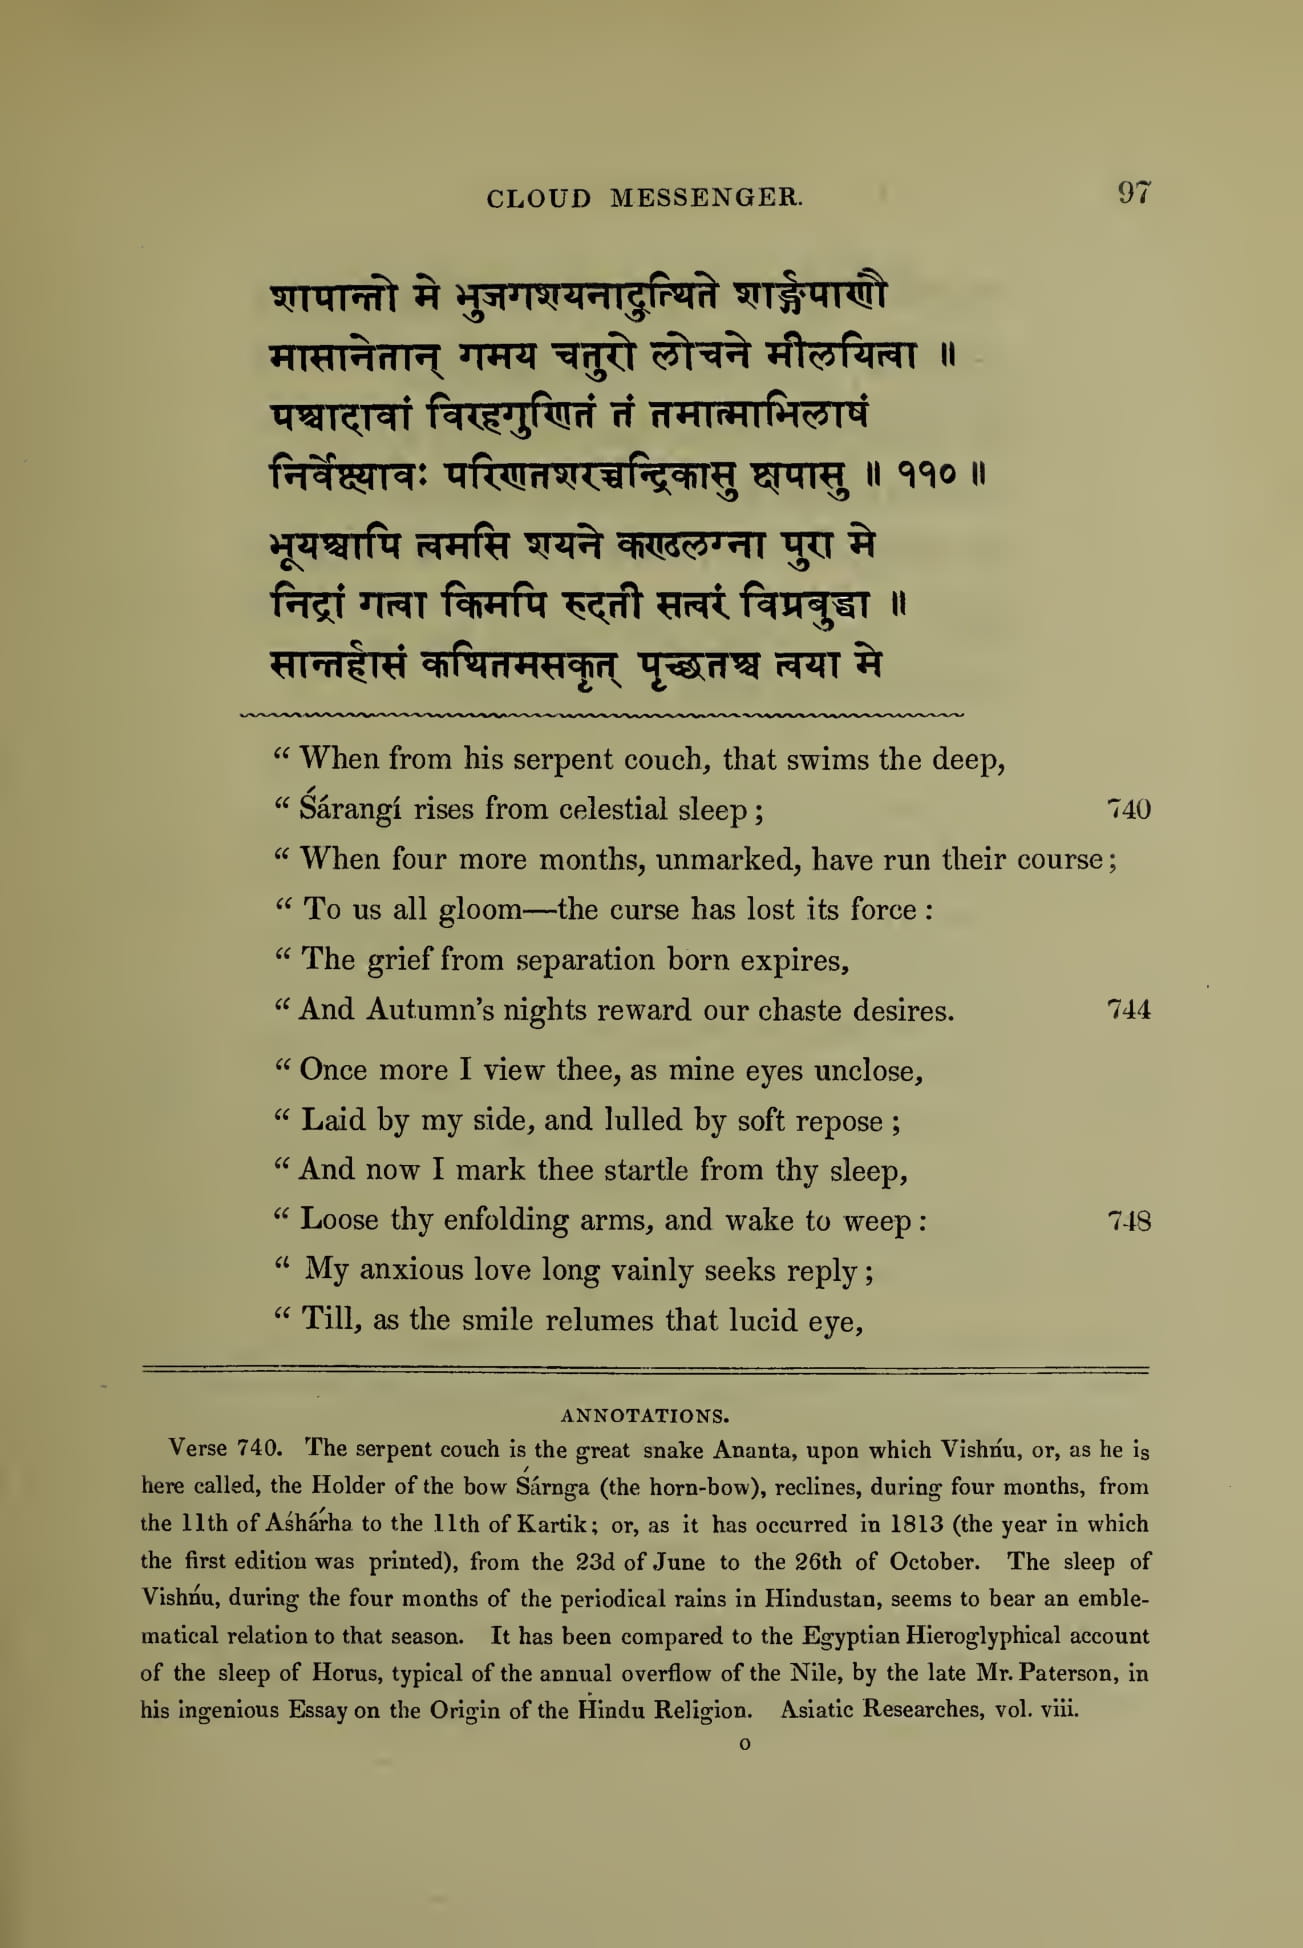 CLOUD MESSENGER. 97
शापान्तो मे भुजगशयनादुत्थिते शार्ङ्गपाणौ
मासानेतान् गमय चतुरो लोचने मीलयित्वा ॥
पश्चादावां विरहगुणितं तं तमात्माभिलाषं
निर्वेक्ष्यावः परिणतशरच्चन्द्रिकासु क्षपासु ॥ ११० ॥
भूयश्चापि त्वमसि शयने कण्ठलग्ना पुरा मे
निद्रां गत्वा किमपि रुदती सत्वरं विप्रबुद्धा ॥
सान्तर्हासं कथितमसकृत् पृच्छतश्च त्वया मे
“ When from his serpent couch, that swims the deep,
“ Śárangí rises from celestial sleep ; 740
“ When four more months, unmarked, have run their course ;
“ To us all gloom—the curse has lost its force :
“ The grief from separation born expires,
“ And Autumn’s nights reward our chaste desires. 744
“ Once more I view thee, as mine eyes unclose,
“ Laid by my side, and lulled by soft repose ;
“ And now I mark thee startle from thy sleep,
“ Loose thy enfolding arms, and wake to weep : 748
“ My anxious love long vainly seeks reply ;
“ Till, as the smile relumes that lucid eye,
ANNOTATIONS.
Verse 740. The serpent couch is the great snake Ananta, upon which Vishńu, or, as he is
here called, the Holder of the bow Śárnga (the horn-bow), reclines, during four months, from
the 11th of Aśhárha to the 11th of Kartik; or, as it has occurred in 1813 (the year in which
the first edition was printed), from the 23d of June to the 26th of October. The sleep of
Vishńu, during the four months of the periodical rains in Hindustan, seems to bear an emble-
matical relation to that season. It has been compared to the Egyptian Hieroglyphical account
of the sleep of Horus, typical of the annual overflow of the Nile, by the late Mr. Paterson, in
his ingenious Essay on the Origin of the Hindu Religion. Asiatic Researches, vol. viii.
O